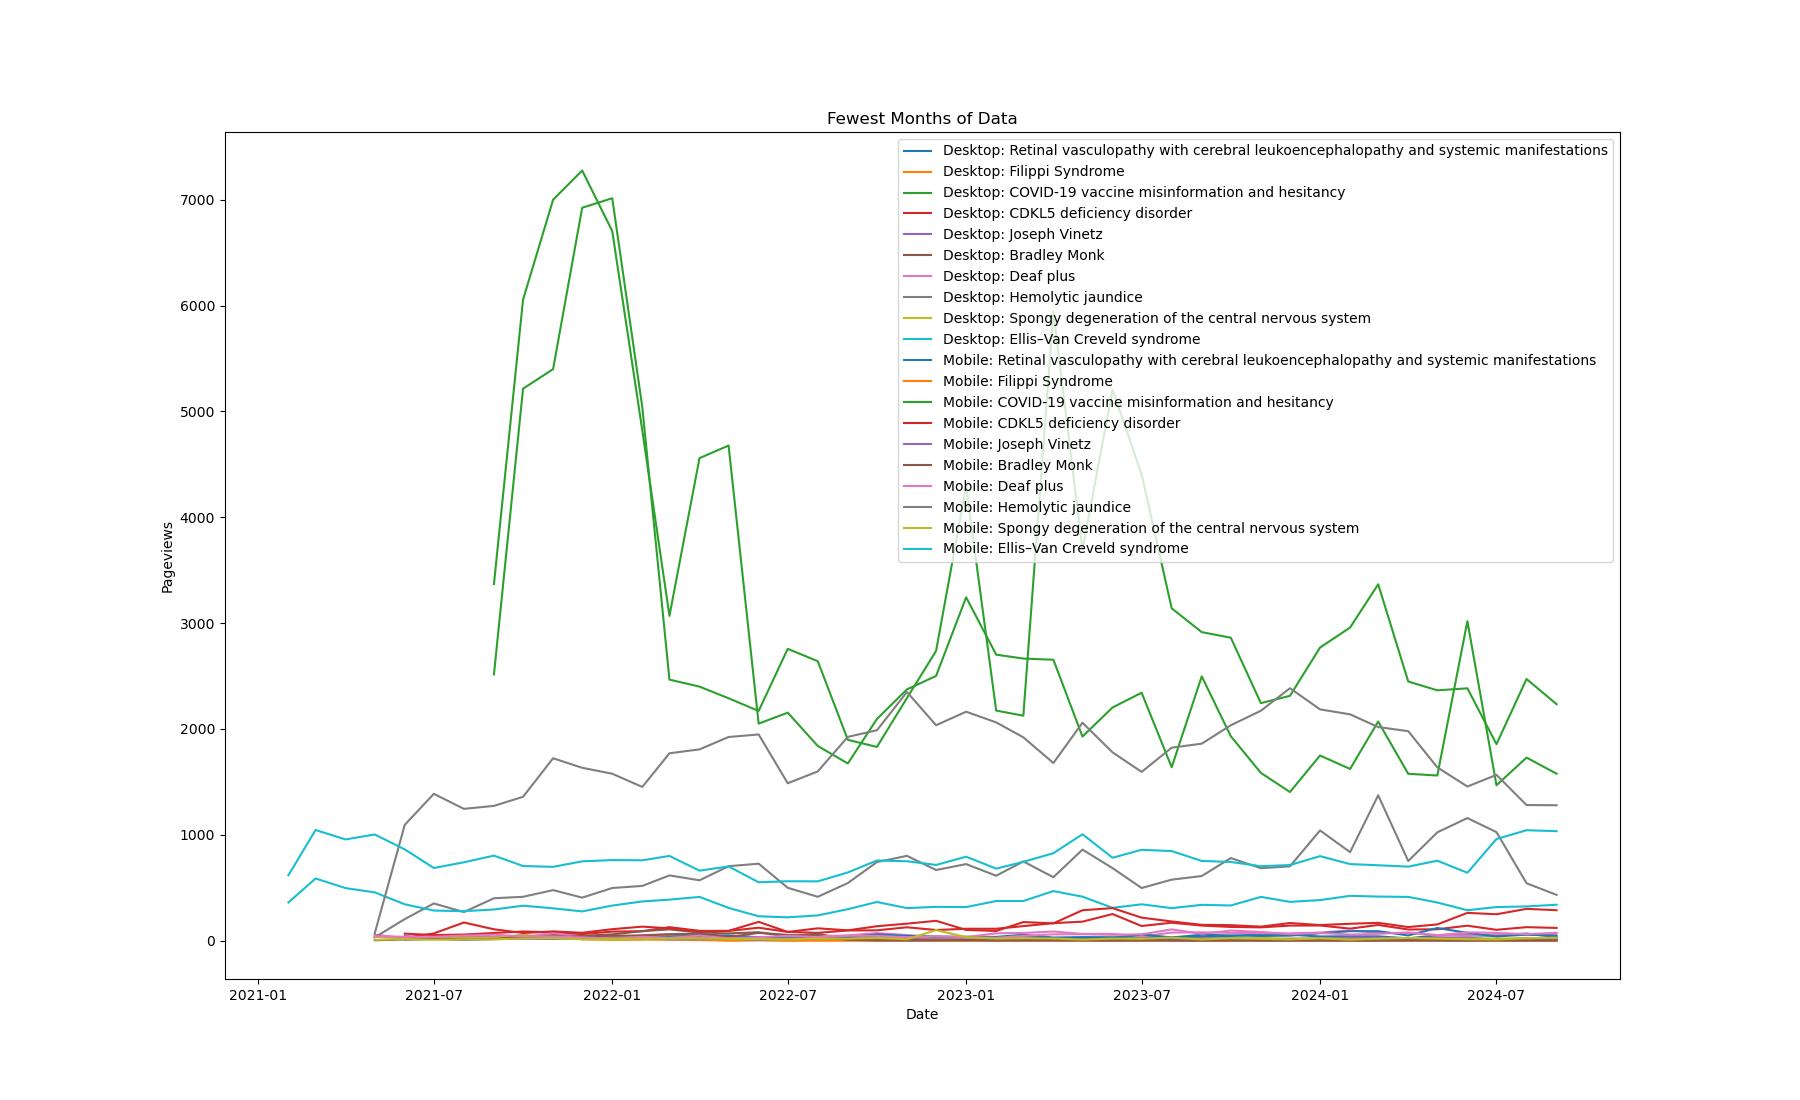 Fewest Months of Data
Desktop: Retinal vasculopathy with cerebral leukoencephalopathy and systemic manifestations
Desktop: Filippi Syndrome
Desktop: COVID-19 vaccine misinformation and hesitancy
Desktop: CDKL5 deficiency disorder
Desktop: Joseph Vinetz
Desktop: Bradley Monk
Desktop: Deaf plus
Desktop: Hemolytic jaundice
Desktop: Spongy degeneration of the central nervous system
Desktop: Ellis–Van Creveld syndrome
Mobile: Retinal vasculopathy with cerebral leukoencephalopathy and systemic manifestations
Mobile: Filippi Syndrome
Mobile: COVID-19 vaccine misinformation and hesitancy
Mobile: CDKL5 deficiency disorder
Mobile: Joseph Vinetz
Mobile: Bradley Monk
Mobile: Deaf plus
Mobile: Hemolytic jaundice
Mobile: Spongy degeneration of the central nervous system
Mobile: Ellis–Van Creveld syndrome
Pageviews
7000
6000
5000
4000
3000
2000
1000
0
2021-01 2021-07 2022-01 2022-07 2023-01 2023-07 2024-01 2024-07
Date